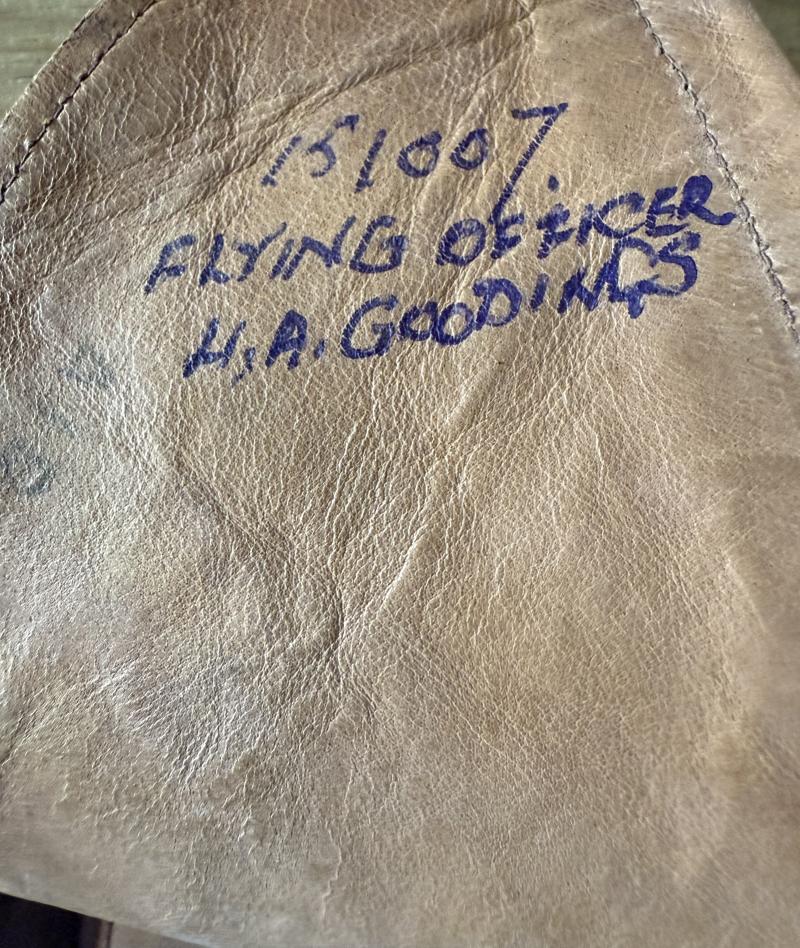 151007.
FLYING OFFICER
H.A. GOODINGS